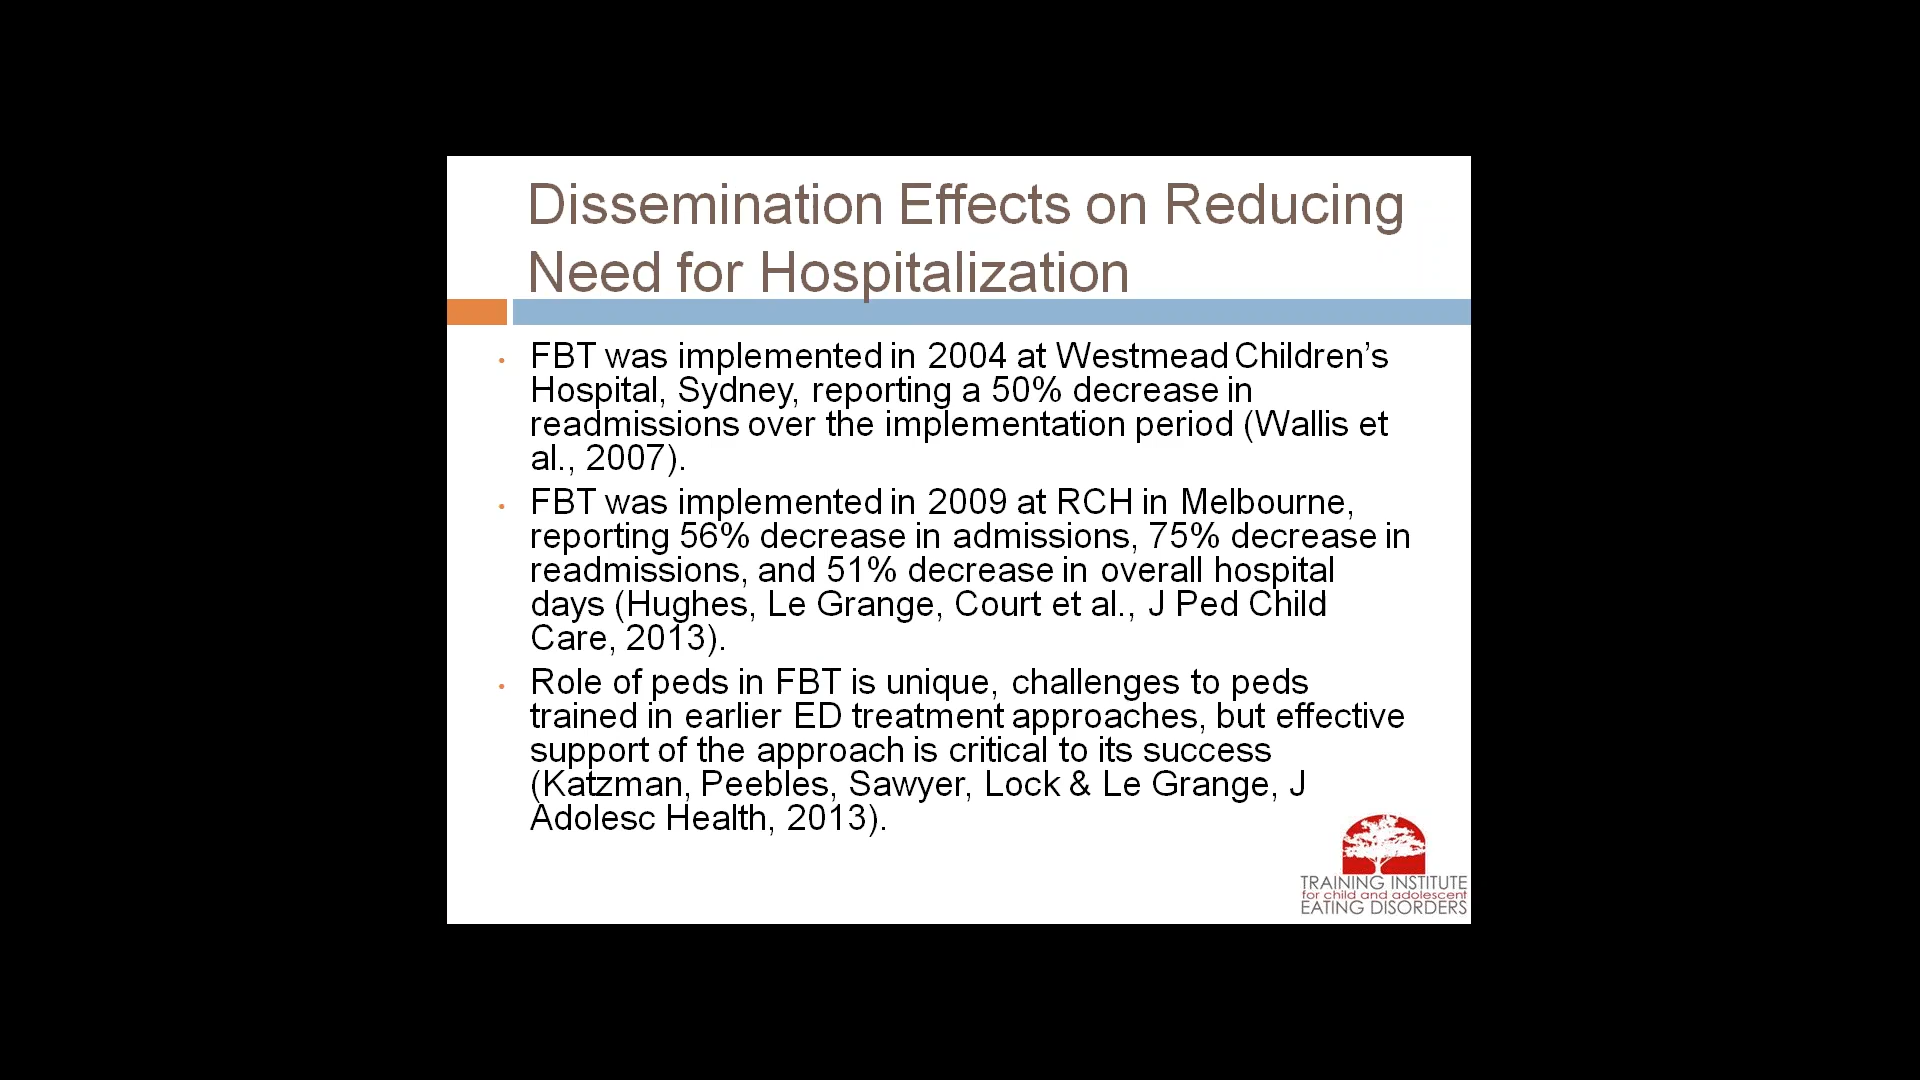 Dissemination Effects on Reducing
Need for Hospitalization
• FBT was implemented in 2004 at Westmead Children’s
Hospital, Sydney, reporting a 50% decrease in
readmissions over the implementation period (Wallis et
al., 2007).
• FBT was implemented in 2009 at RCH in Melbourne,
reporting 56% decrease in admissions, 75% decrease in
readmissions, and 51% decrease in overall hospital
days (Hughes, Le Grange, Court et al., J Ped Child
Care, 2013).
• Role of peds in FBT is unique, challenges to peds
trained in earlier ED treatment approaches, but effective
support of the approach is critical to its success
(Katzman, Peebles, Sawyer, Lock & Le Grange, J
Adolesc Health, 2013).
TRAINING INSTITUTE
for child and adolescent
EATING DISORDERS